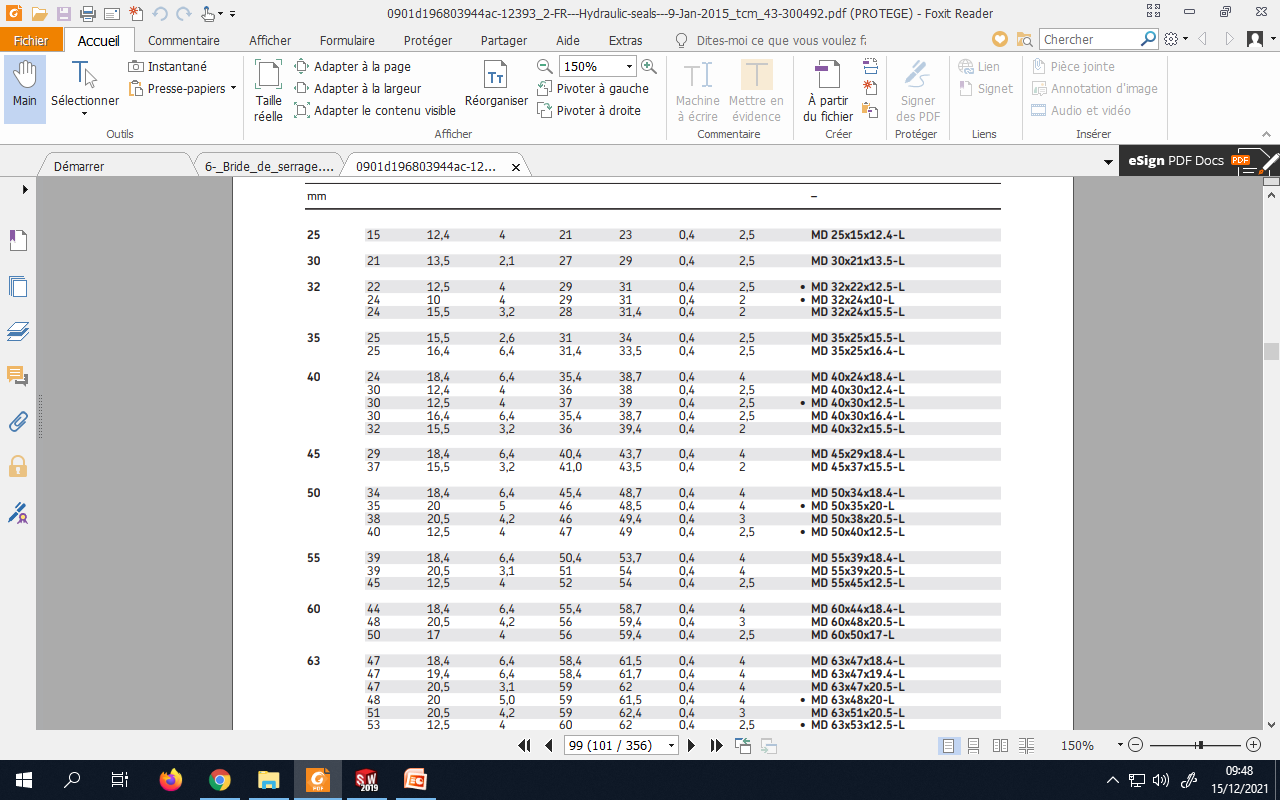 0901d196803944ac-12393_2-FR---Hydraulic-seals---9-Jan-2015_tcm_43-300492.pdf (PROTEGE) - Foxit Reader
Fichier Accueil Commentaire Afficher Formulaire Protéger Partager Aide Extras Dites-moi ce que vous voulez fa Chercher
Main
Sélectionner
Instantané
Presse-papiers
Outils
Taille réelle
Adapter à la page
Adapter à la largeur
Adapter le contenu visible
Réorganiser
150%
Pivoter à gauche
Pivoter à droite
Afficher
Machine à écrire
Mettre en évidence
Commentaire
À partir du fichier
Créer
Signer des PDF
Protéger
Lien
Signet
Liens
Pièce jointe
Annotation d'image
Audio et vidéo
Insérer
Démarrer 6-_Bride_de_serrage.... 0901d196803944ac-12... eSign PDF Docs PDF
mm –
25 15 12,4 4 21 23 0,4 2,5 MD 25x15x12.4-L
30 21 13,5 2,1 27 29 0,4 2,5 MD 30x21x13.5-L
32 22 12,5 4 29 31 0,4 2,5 • MD 32x22x12.5-L
24 10 4 29 31 0,4 2 • MD 32x24x10-L
24 15,5 3,2 28 31,4 0,4 2 MD 32x24x15.5-L
35 25 15,5 2,6 31 34 0,4 2,5 MD 35x25x15.5-L
25 16,4 6,4 31,4 33,5 0,4 2,5 MD 35x25x16.4-L
40 24 18,4 6,4 35,4 38,7 0,4 4 MD 40x24x18.4-L
30 12,4 4 36 38 0,4 2,5 MD 40x30x12.4-L
30 12,5 4 37 39 0,4 2,5 • MD 40x30x12.5-L
30 16,4 6,4 35,4 38,7 0,4 2,5 MD 40x30x16.4-L
32 15,5 3,2 36 39,4 0,4 2 MD 40x32x15.5-L
45 29 18,4 6,4 40,4 43,7 0,4 4 MD 45x29x18.4-L
37 15,5 3,2 41,0 43,5 0,4 2 MD 45x37x15.5-L
50 34 18,4 6,4 45,4 48,7 0,4 4 MD 50x34x18.4-L
35 20 5 46 48,5 0,4 4 • MD 50x35x20-L
38 20,5 4,2 46 49,4 0,4 3 MD 50x38x20.5-L
40 12,5 4 47 49 0,4 2,5 • MD 50x40x12.5-L
55 39 18,4 6,4 50,4 53,7 0,4 4 MD 55x39x18.4-L
39 20,5 3,1 51 54 0,4 4 MD 55x39x20.5-L
45 12,5 4 52 54 0,4 2,5 MD 55x45x12.5-L
60 44 18,4 6,4 55,4 58,7 0,4 4 MD 60x44x18.4-L
48 20,5 4,2 56 59,4 0,4 3 MD 60x48x20.5-L
50 17 4 56 59,4 0,4 2,5 MD 60x50x17-L
63 47 18,4 6,4 58,4 61,5 0,4 4 MD 63x47x18.4-L
47 19,4 6,4 58,4 61,7 0,4 4 MD 63x47x19.4-L
47 20,5 3,1 59 62 0,4 4 MD 63x47x20.5-L
48 20 5,0 59 61,5 0,4 4 • MD 63x48x20-L
51 20,5 4,2 59 62,4 0,4 3 MD 63x51x20.5-L
53 12,5 4 60 62 0,4 2,5 • MD 63x53x12.5-L
99 (101 / 356) 150%
SW 2019
09:48
15/12/2021